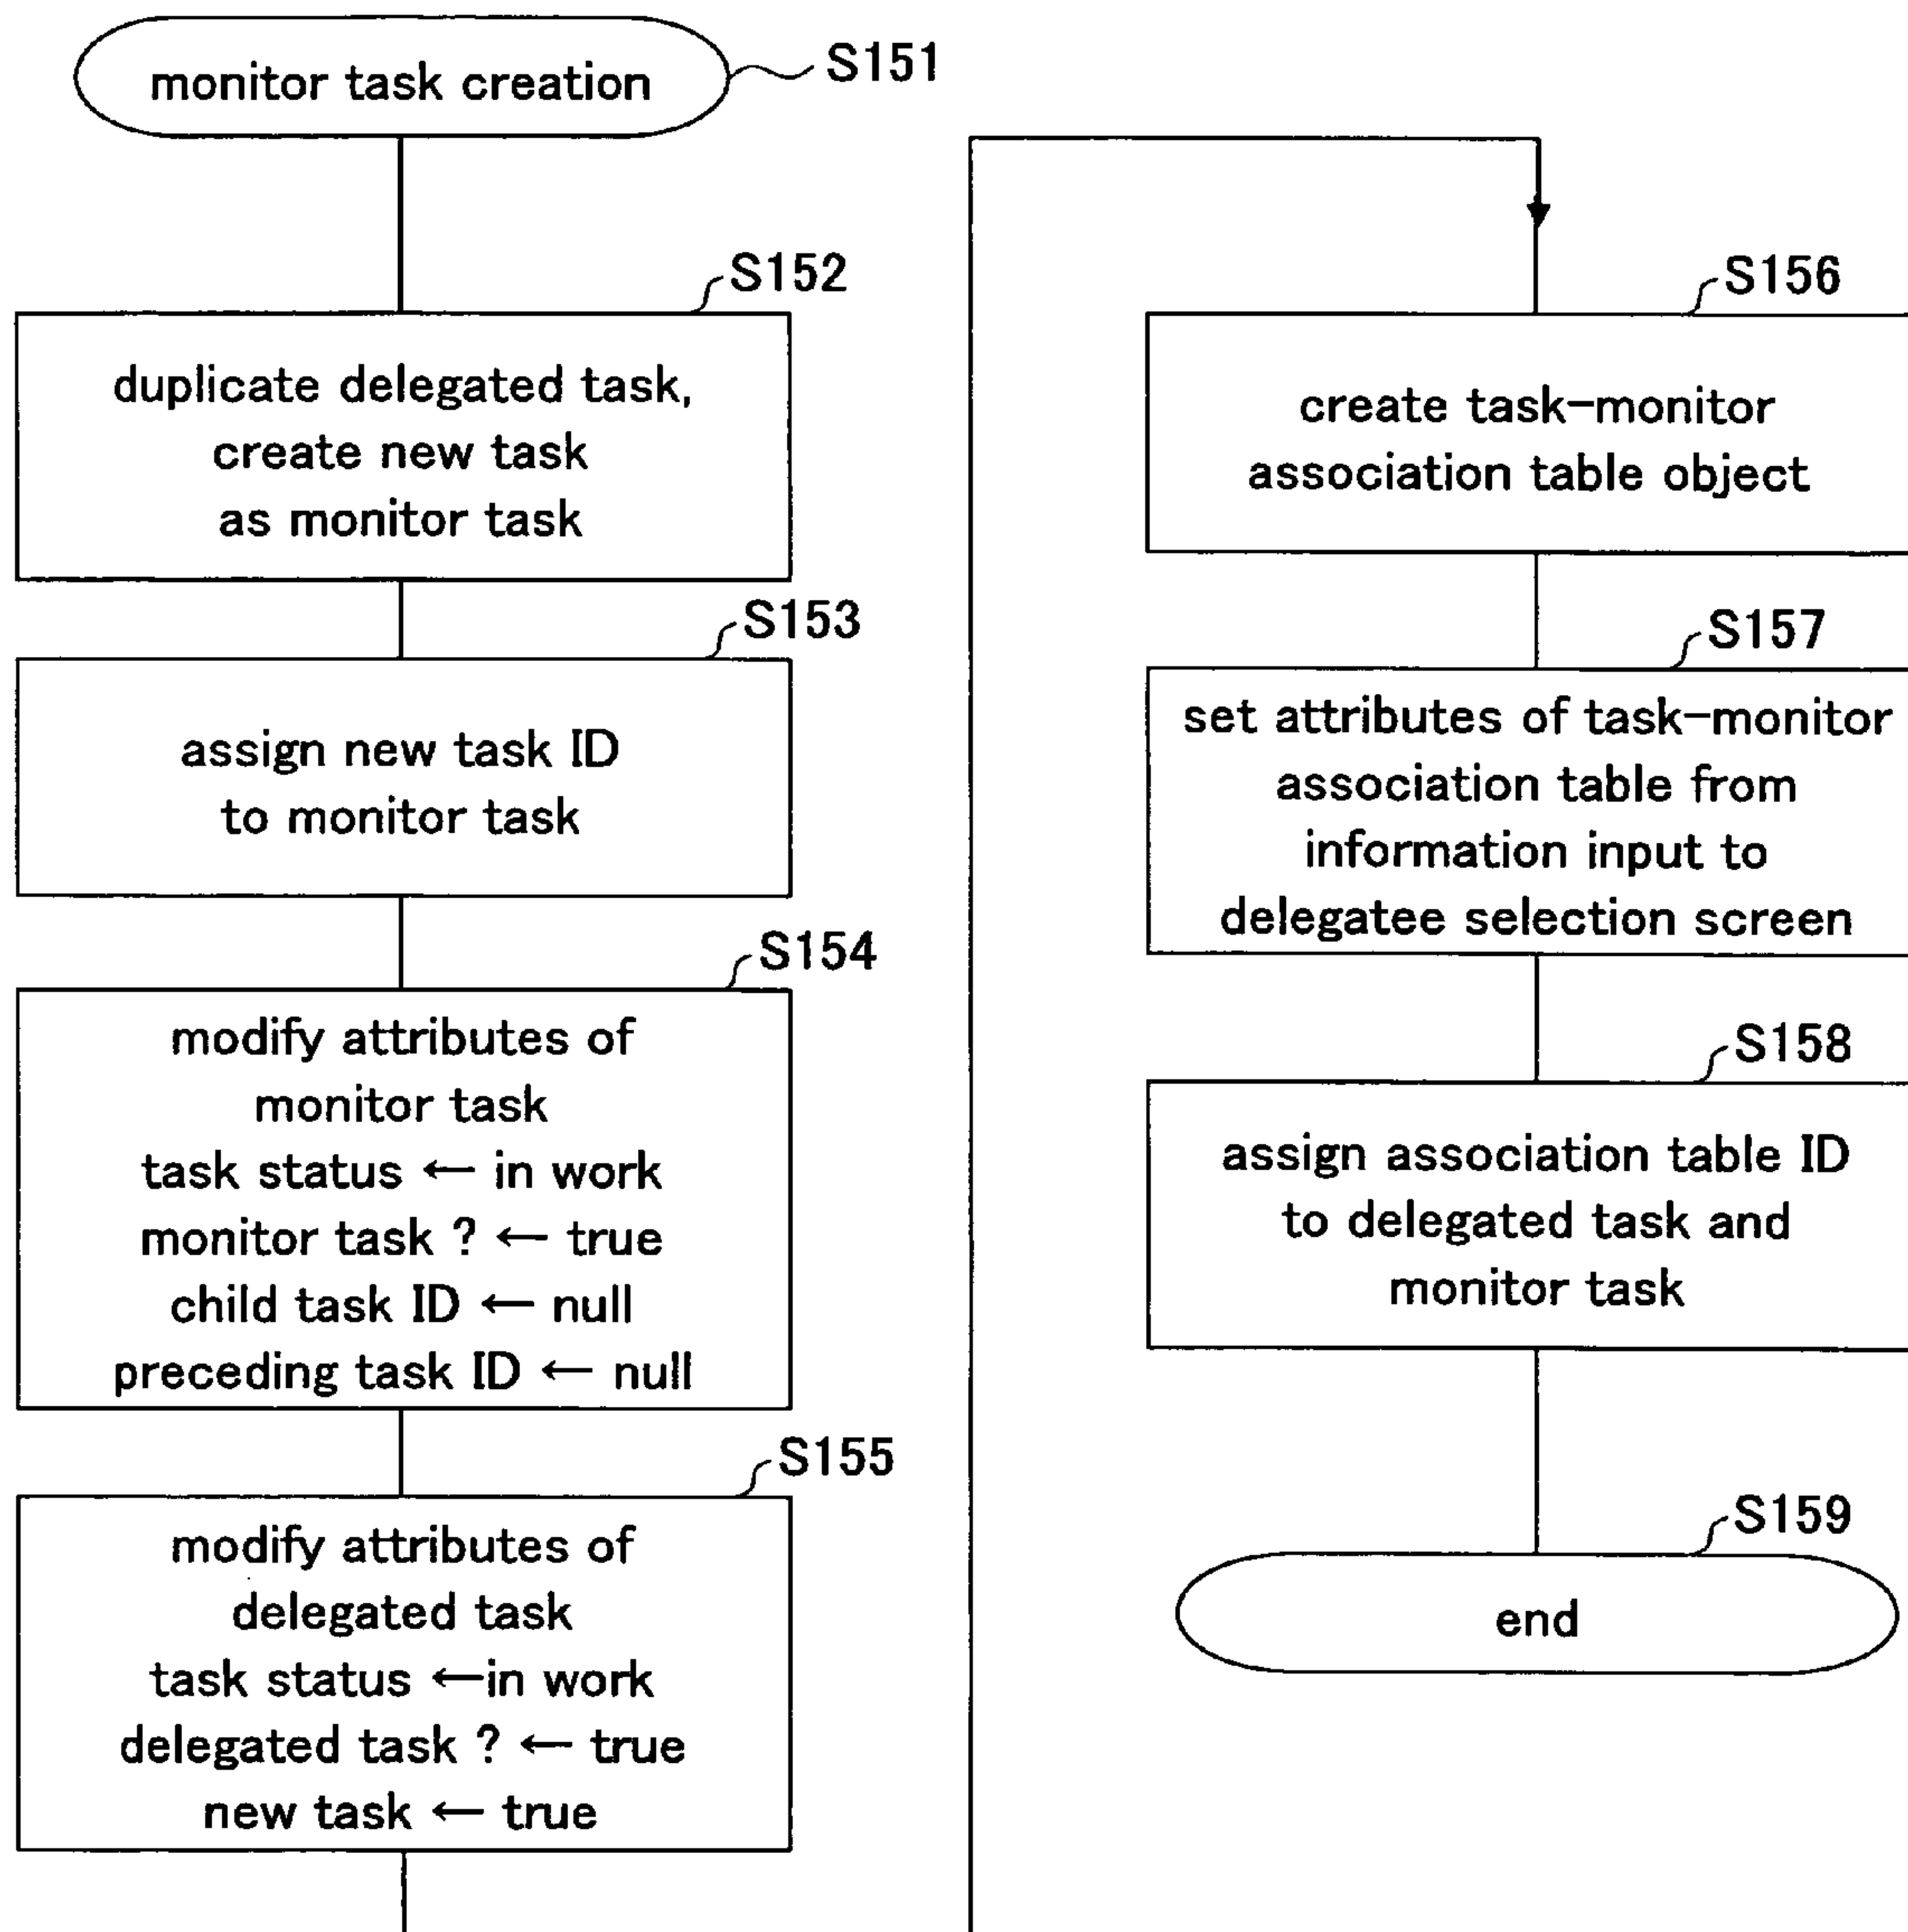 monitor task creation
S151
S152
duplicate delegated task,
create new task
as monitor task
S153
assign new task ID
to monitor task
S154
modify attributes of
monitor task
task status ← in work
monitor task ? ← true
child task ID ← null
preceding task ID ← null
S155
modify attributes of
delegated task
task status ←in work
delegated task ? ← true
new task ← true
S156
create task-monitor
association table object
S157
set attributes of task-monitor
association table from
information input to
delegatee selection screen
S158
assign association table ID
to delegated task and
monitor task
S159
end